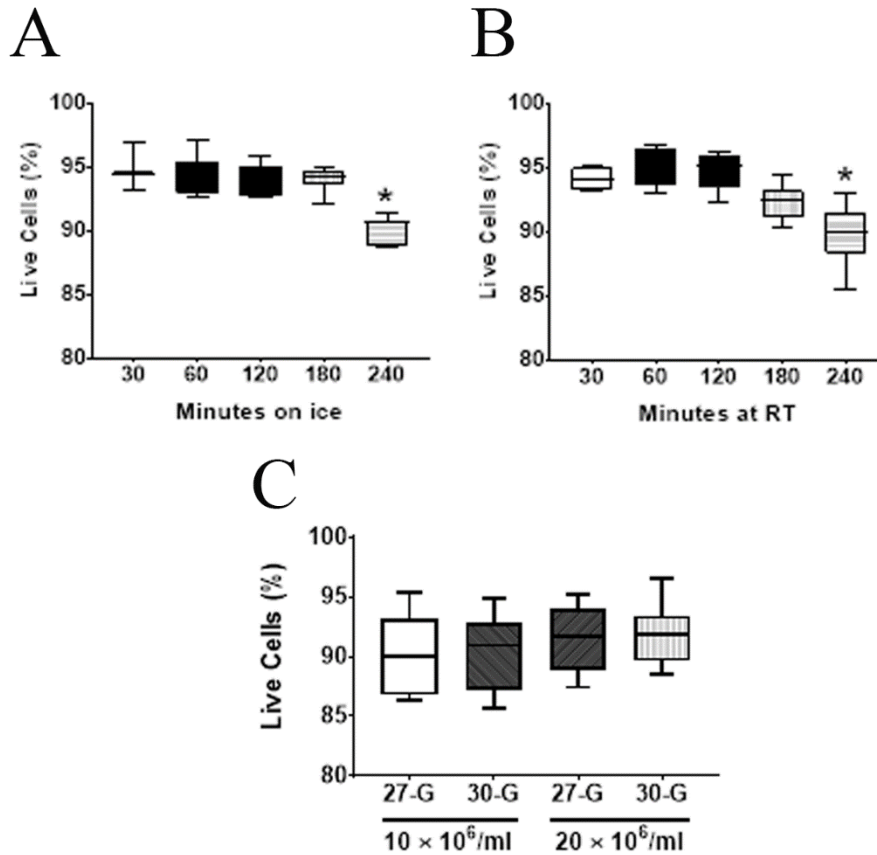 A
Live Cells (%)
100
95
90
85
80
*
30 60 120 180 240
Minutes on ice
B
Live Cells (%)
100
95
90
85
80
*
30 60 120 180 240
Minutes at RT
C
Live Cells (%)
100
95
90
85
80
27-G 30-G 27-G 30-G
10 × 10⁶/ml 20 × 10⁶/ml